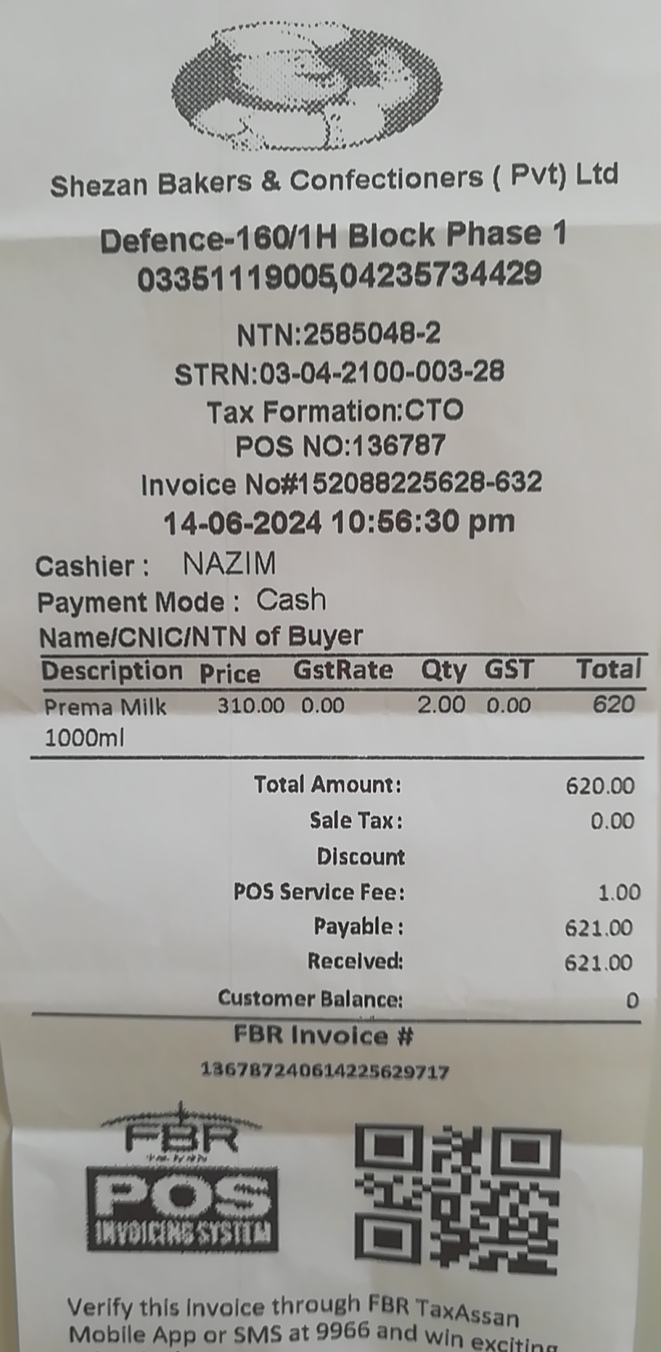 Shezan Bakers & Confectioners ( Pvt) Ltd
Defence-160/1H Block Phase 1
03351119005,04235734429
NTN:2585048-2
STRN:03-04-2100-003-28
Tax Formation:CTO
POS NO:136787
Invoice No#152088225628-632
14-06-2024 10:56:30 pm
Cashier : NAZIM
Payment Mode : Cash
Name/CNIC/NTN of Buyer
Description Price GstRate Qty GST Total
Prema Milk 310.00 0.00 2.00 0.00 620
1000ml
Total Amount: 620.00
Sale Tax: 0.00
Discount
POS Service Fee: 1.00
Payable : 621.00
Received: 621.00
Customer Balance: 0
FBR Invoice #
136787240614225629717
FBR
POS
INVOICING SYSTEM
Verify this invoice through FBR TaxAssan
Mobile App or SMS at 9966 and win exciting